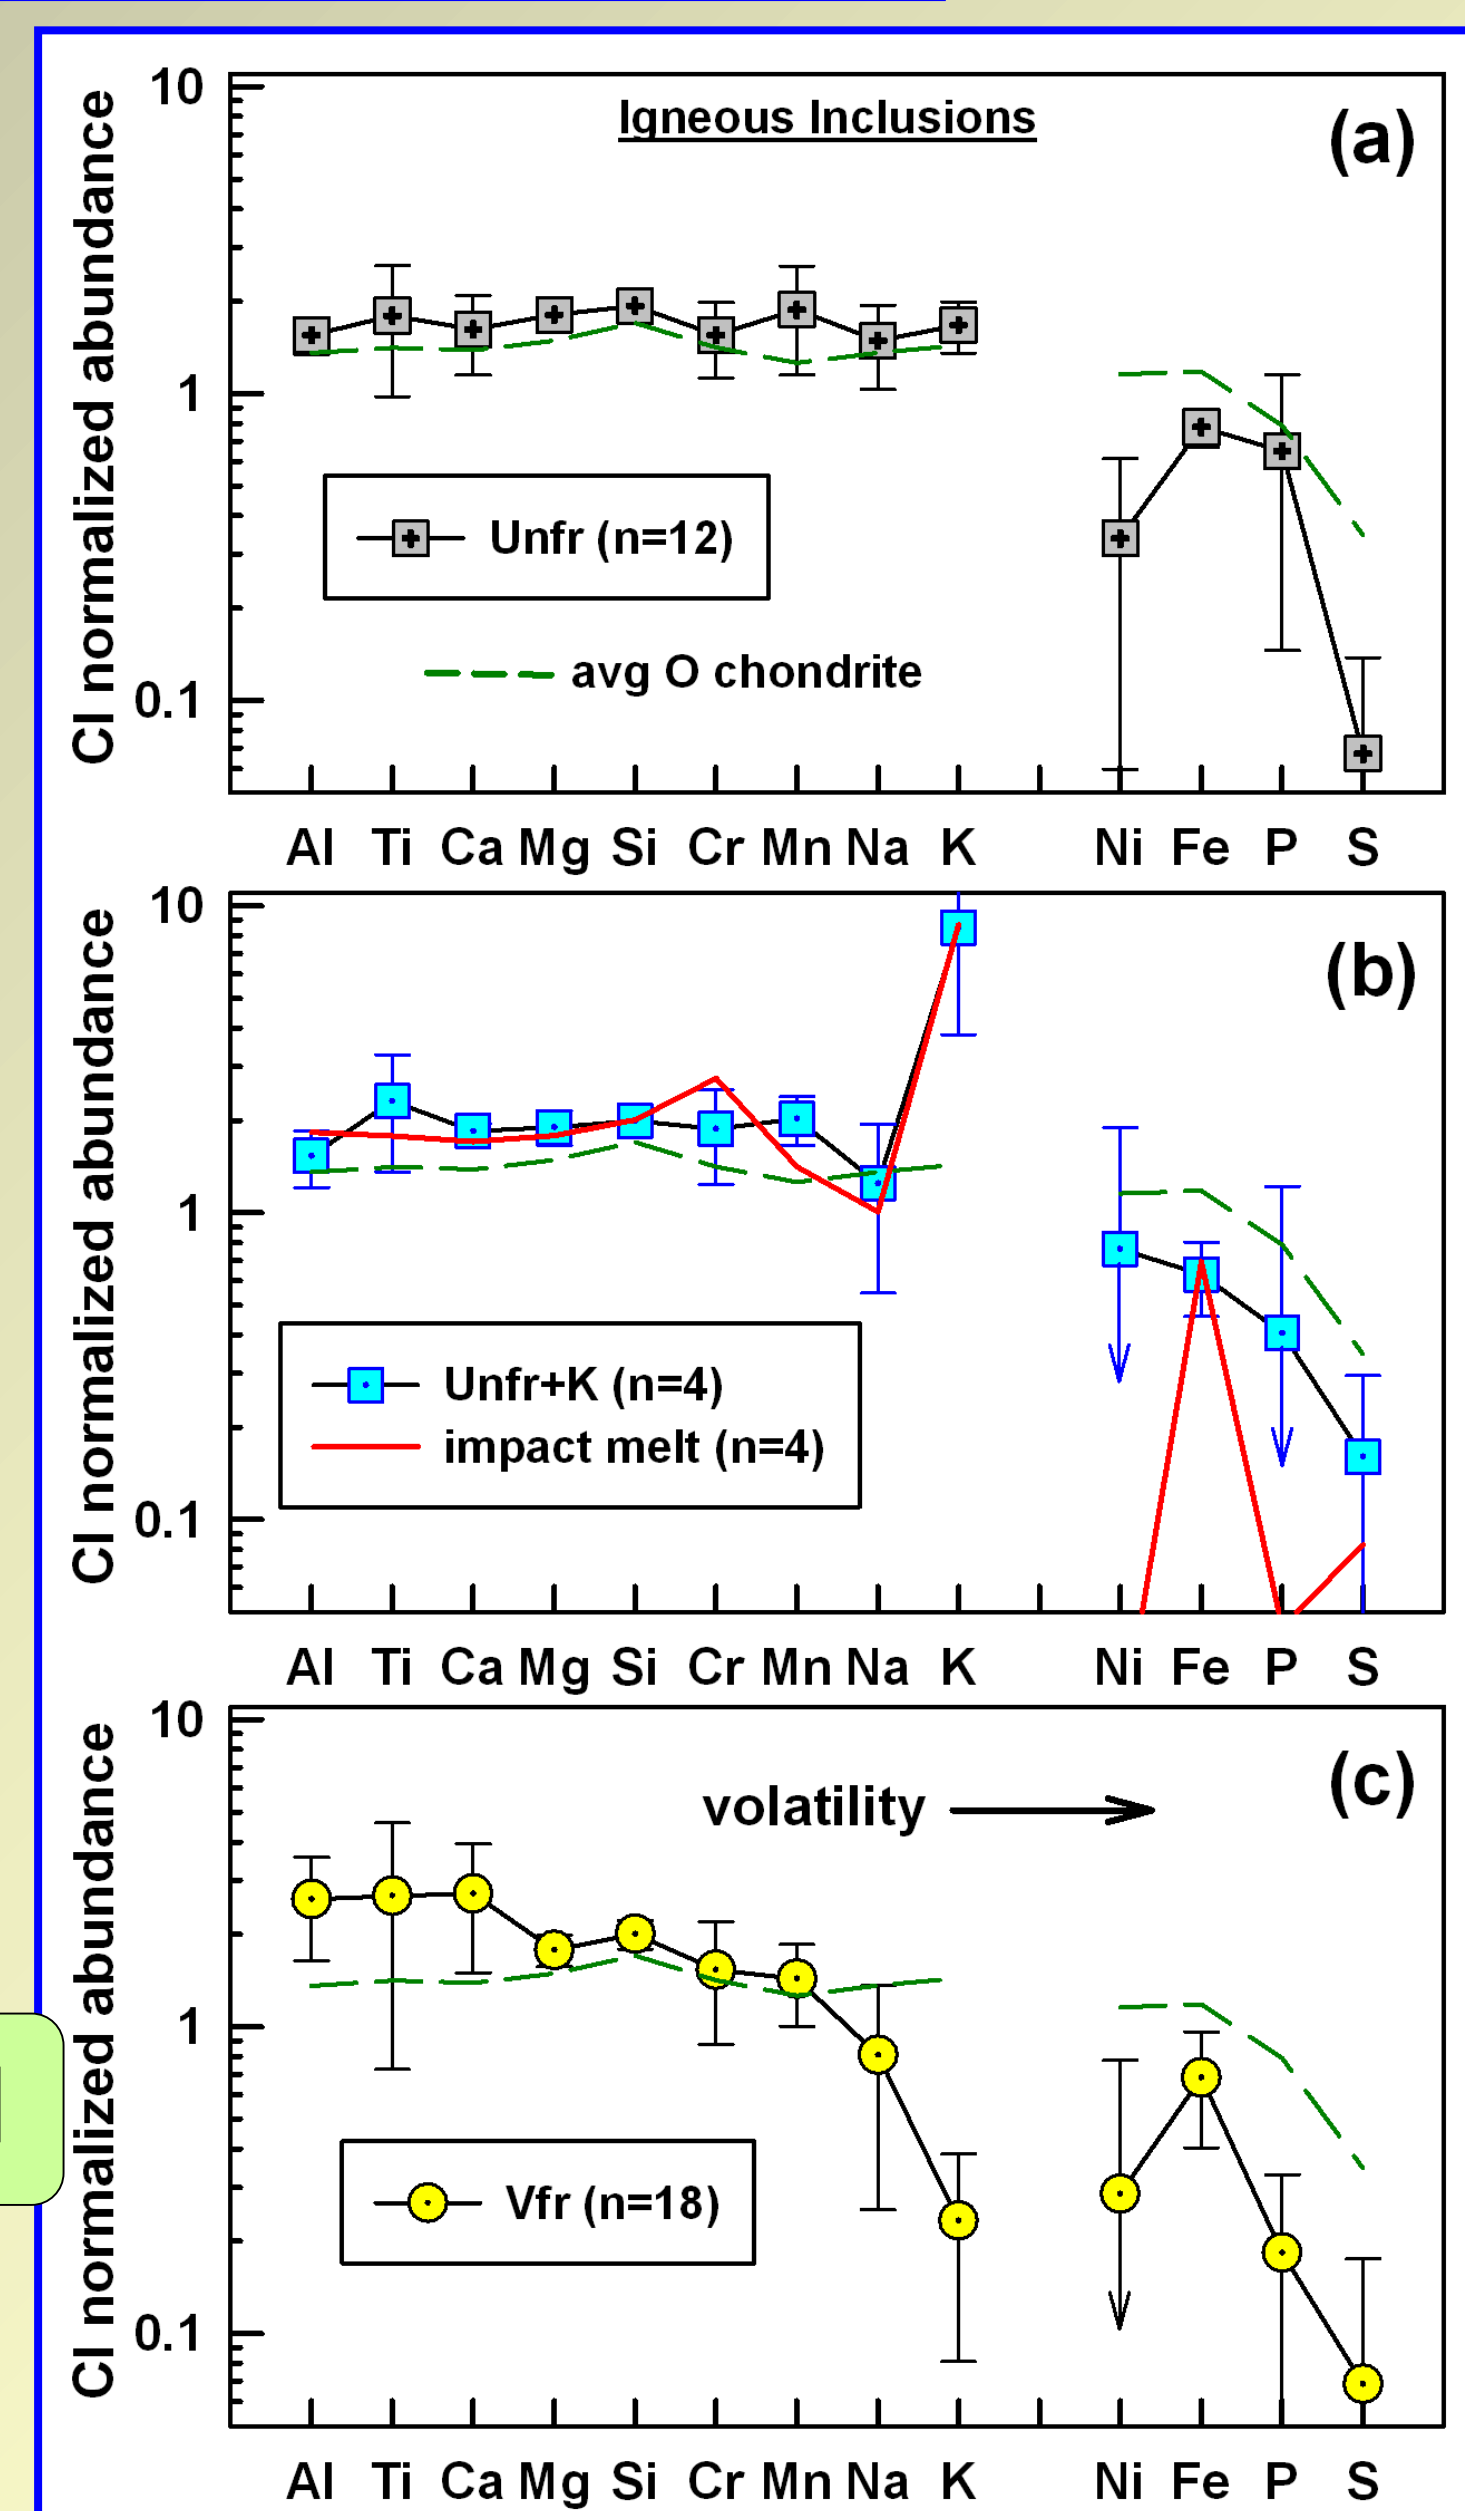 Igneous Inclusions
(a)
CI normalized abundance
10
1
0.1
Unfr (n=12)
avg O chondrite
Al Ti Ca Mg Si Cr Mn Na K Ni Fe P S
(b)
CI normalized abundance
10
1
0.1
Unfr+K (n=4)
impact melt (n=4)
Al Ti Ca Mg Si Cr Mn Na K Ni Fe P S
(c)
CI normalized abundance
10
1
0.1
volatility
Vfr (n=18)
Al Ti Ca Mg Si Cr Mn Na K Ni Fe P S